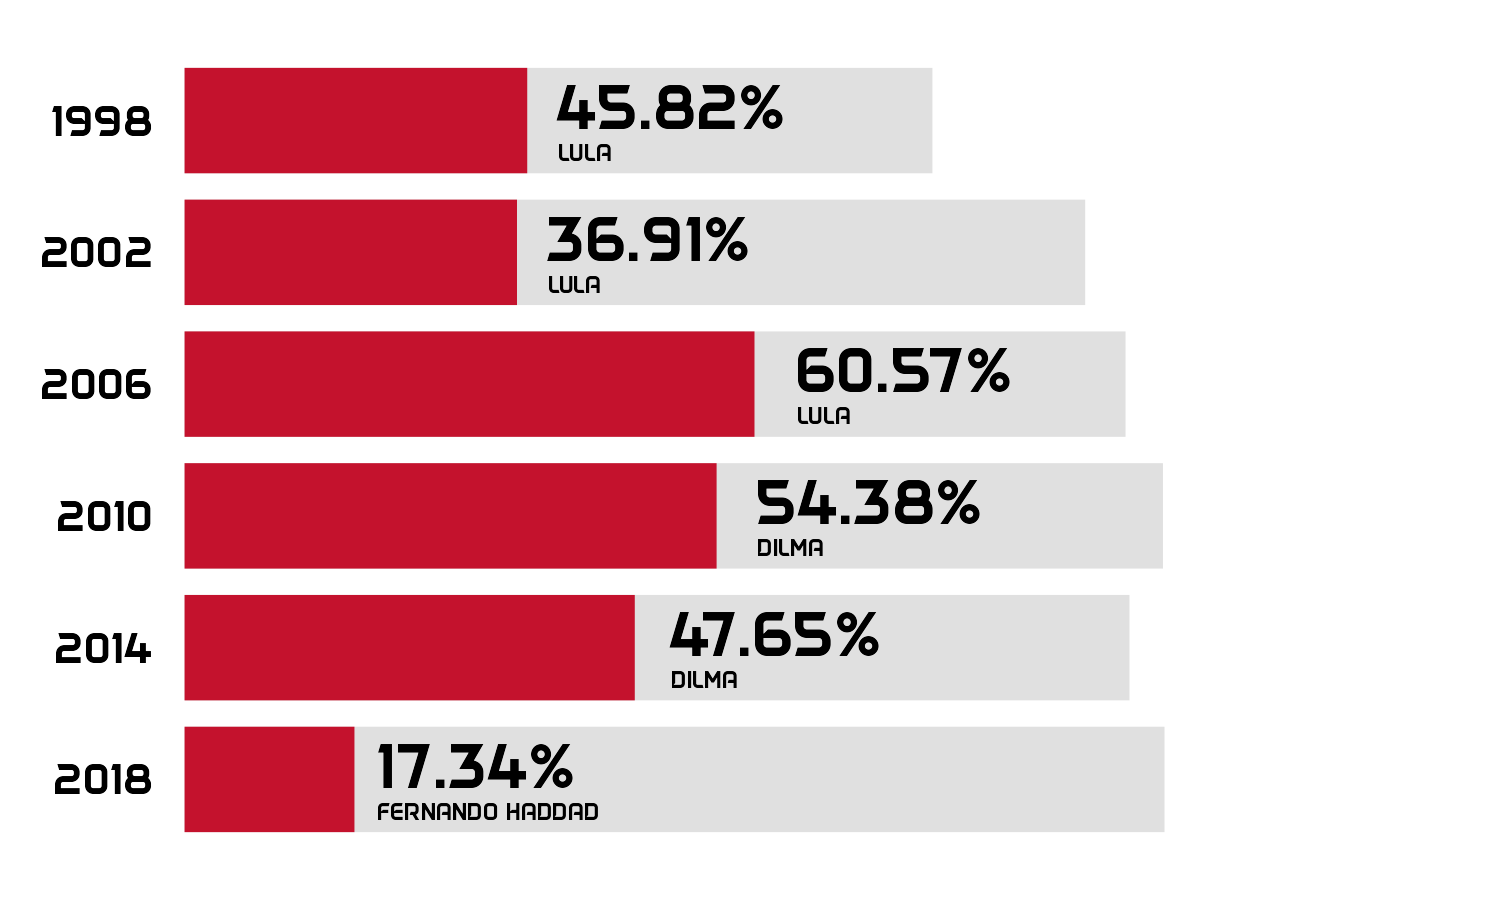 1998
45.82%
LULA
2002
36.91%
LULA
2006
60.57%
LULA
2010
54.38%
DILMA
2014
47.65%
DILMA
2018
17.34%
FERNANDO HADDAD